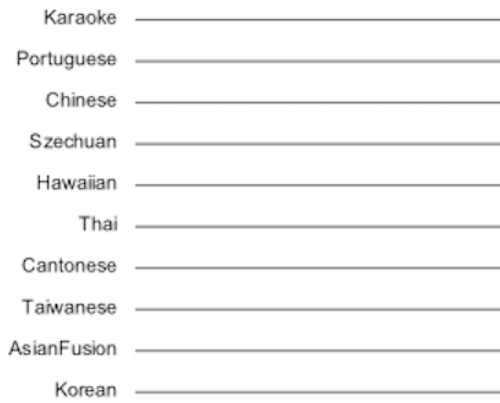 Karaoke
Portuguese
Chinese
Szechuan
Hawaiian
Thai
Cantonese
Taiwanese
AsianFusion
Korean